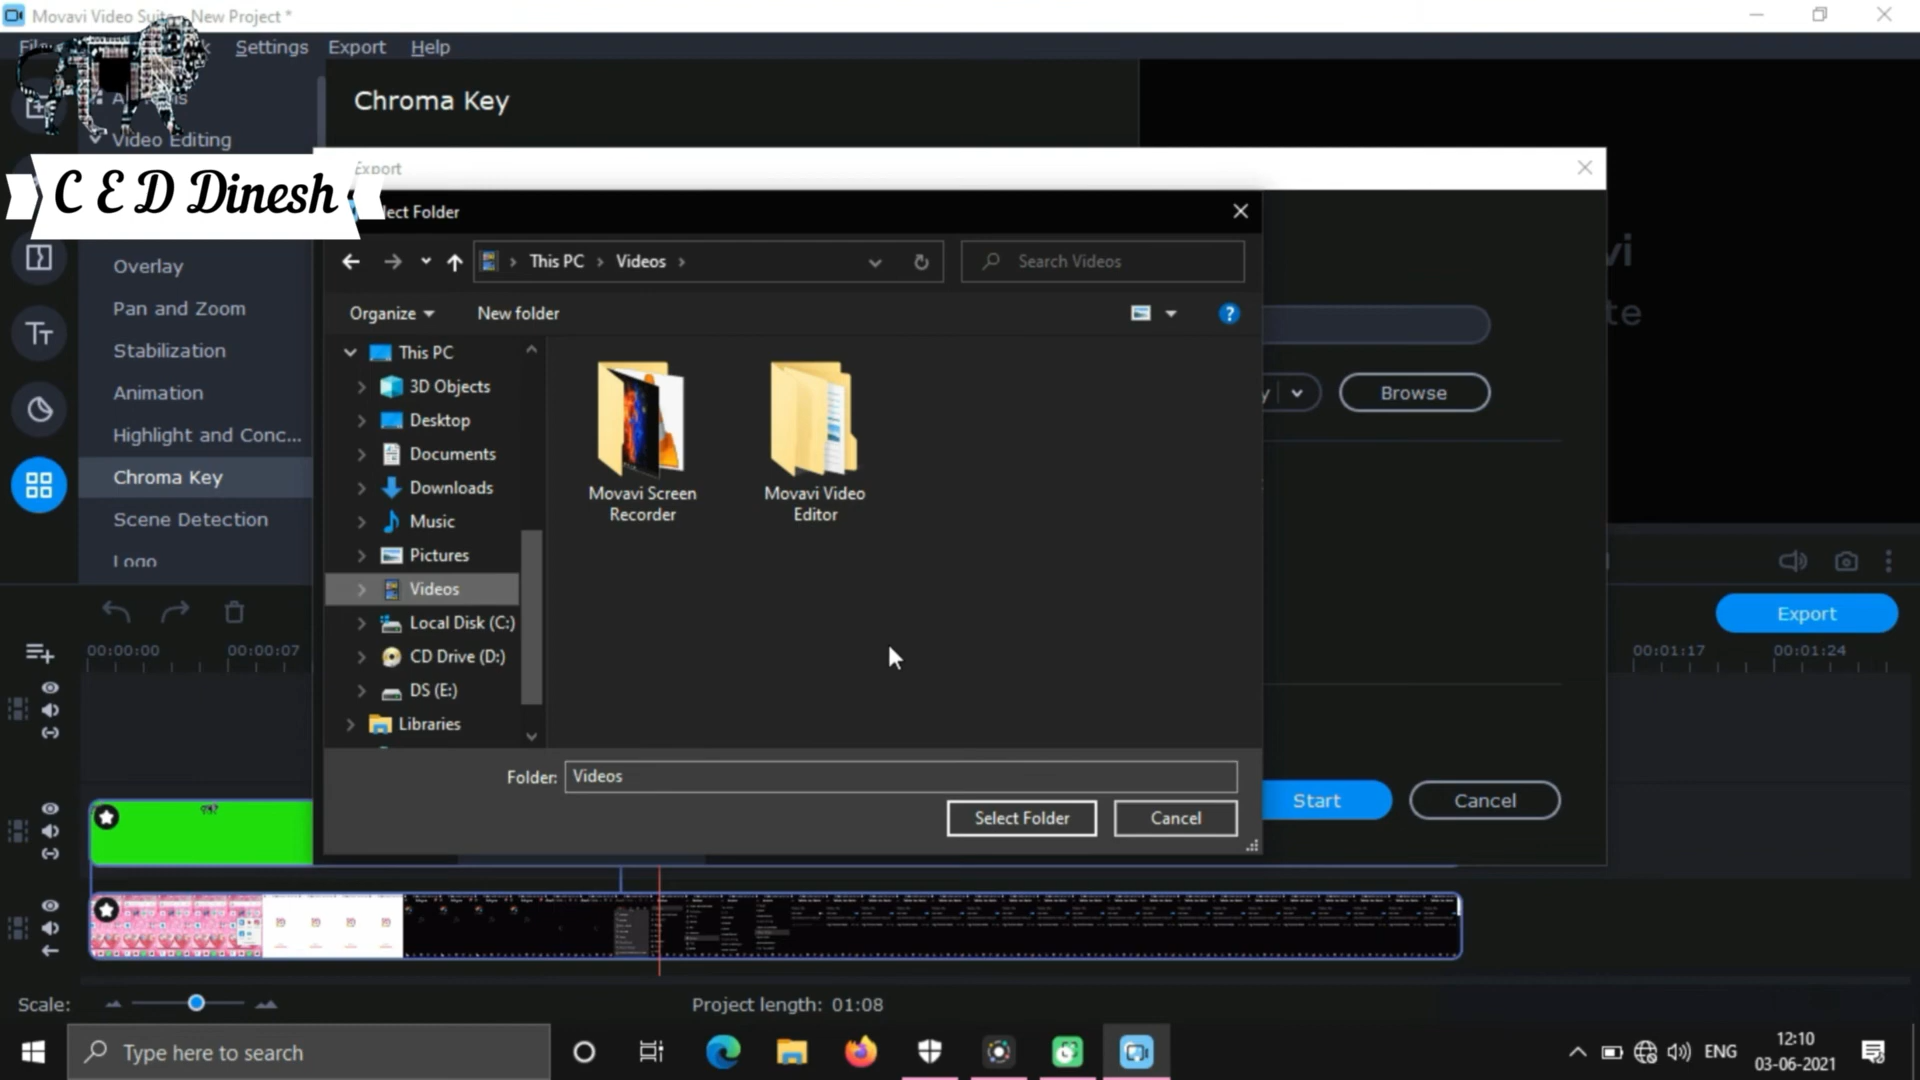 Movavi Video Suite - New Project *
Settings Export Help
Chroma Key
Video Editing
Export
C E D Dinesh
lect Folder
This PC Videos
Search Videos
Overlay
Pan and Zoom
Stabilization
Animation
Highlight and Conc...
Chroma Key
Scene Detection
Logo
Organize
New folder
This PC
3D Objects
Desktop
Documents
Downloads
Music
Pictures
Videos
Local Disk (C:)
CD Drive (D:)
DS (E:)
Libraries
Movavi Screen
Recorder
Movavi Video
Editor
vi
te
Browse
Folder: Videos
Select Folder
Cancel
Start
Cancel
Export
00:00:00
00:00:07
00:01:17
00:01:24
Scale:
Project length: 01:08
Type here to search
ENG
12:10
03-06-2021